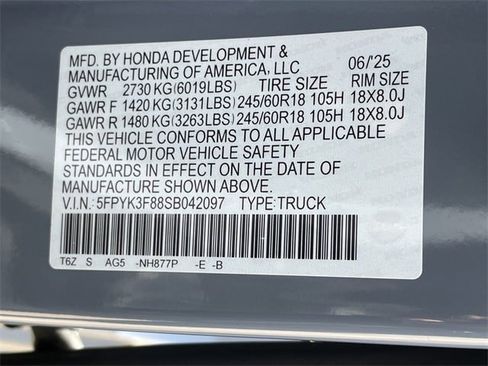 MFD. BY HONDA DEVELOPMENT &
MANUFACTURING OF AMERICA, LLC 06/'25
GVWR 2730 KG(6019LBS) TIRE SIZE RIM SIZE
GAWR F 1420 KG(3131LBS) 245/60R18 105H 18X8.0J
GAWR R 1480 KG(3263LBS) 245/60R18 105H 18X8.0J
THIS VEHICLE CONFORMS TO ALL APPLICABLE
FEDERAL MOTOR VEHICLE SAFETY
STANDARDS IN EFFECT ON THE DATE OF
MANUFACTURE SHOWN ABOVE.
V.I.N: 5FPYK3F88SB042097 TYPE:TRUCK
T6Z S AG5 -NH877P -E -B